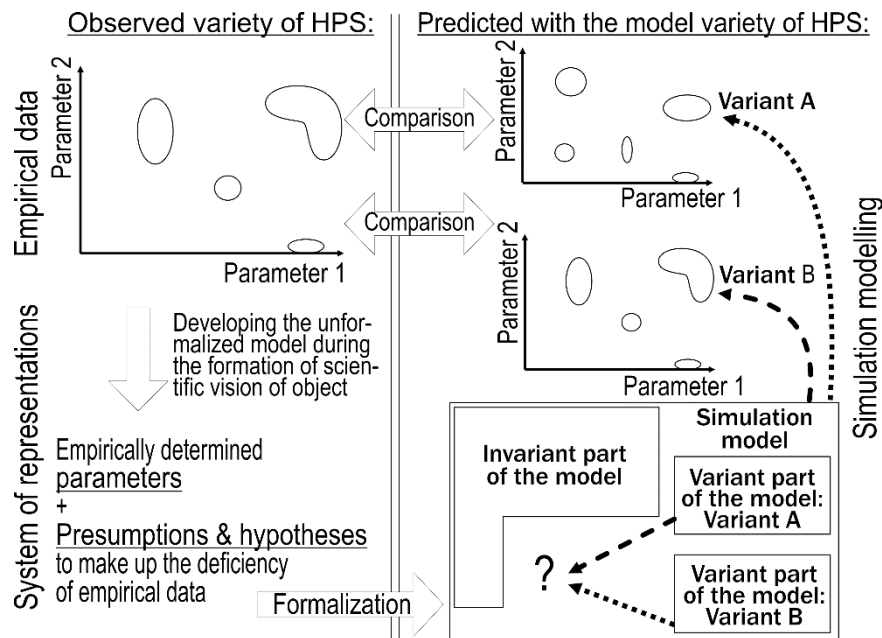 Observed variety of HPS:
Predicted with the model variety of HPS:
Empirical data
Parameter 2
Parameter 1
Comparison
Comparison
Parameter 2
Variant A
Parameter 1
Parameter 2
Variant B
Parameter 1
Simulation modelling
System of representations
Developing the unfor-
malized model during
the formation of scien-
tific vision of object
Empirically determined
parameters
+
Presumptions & hypotheses
to make up the deficiency
of empirical data
Formalization
Simulation
model
Invariant part
of the model
Variant part
of the model:
Variant A
?
Variant part
of the model:
Variant B